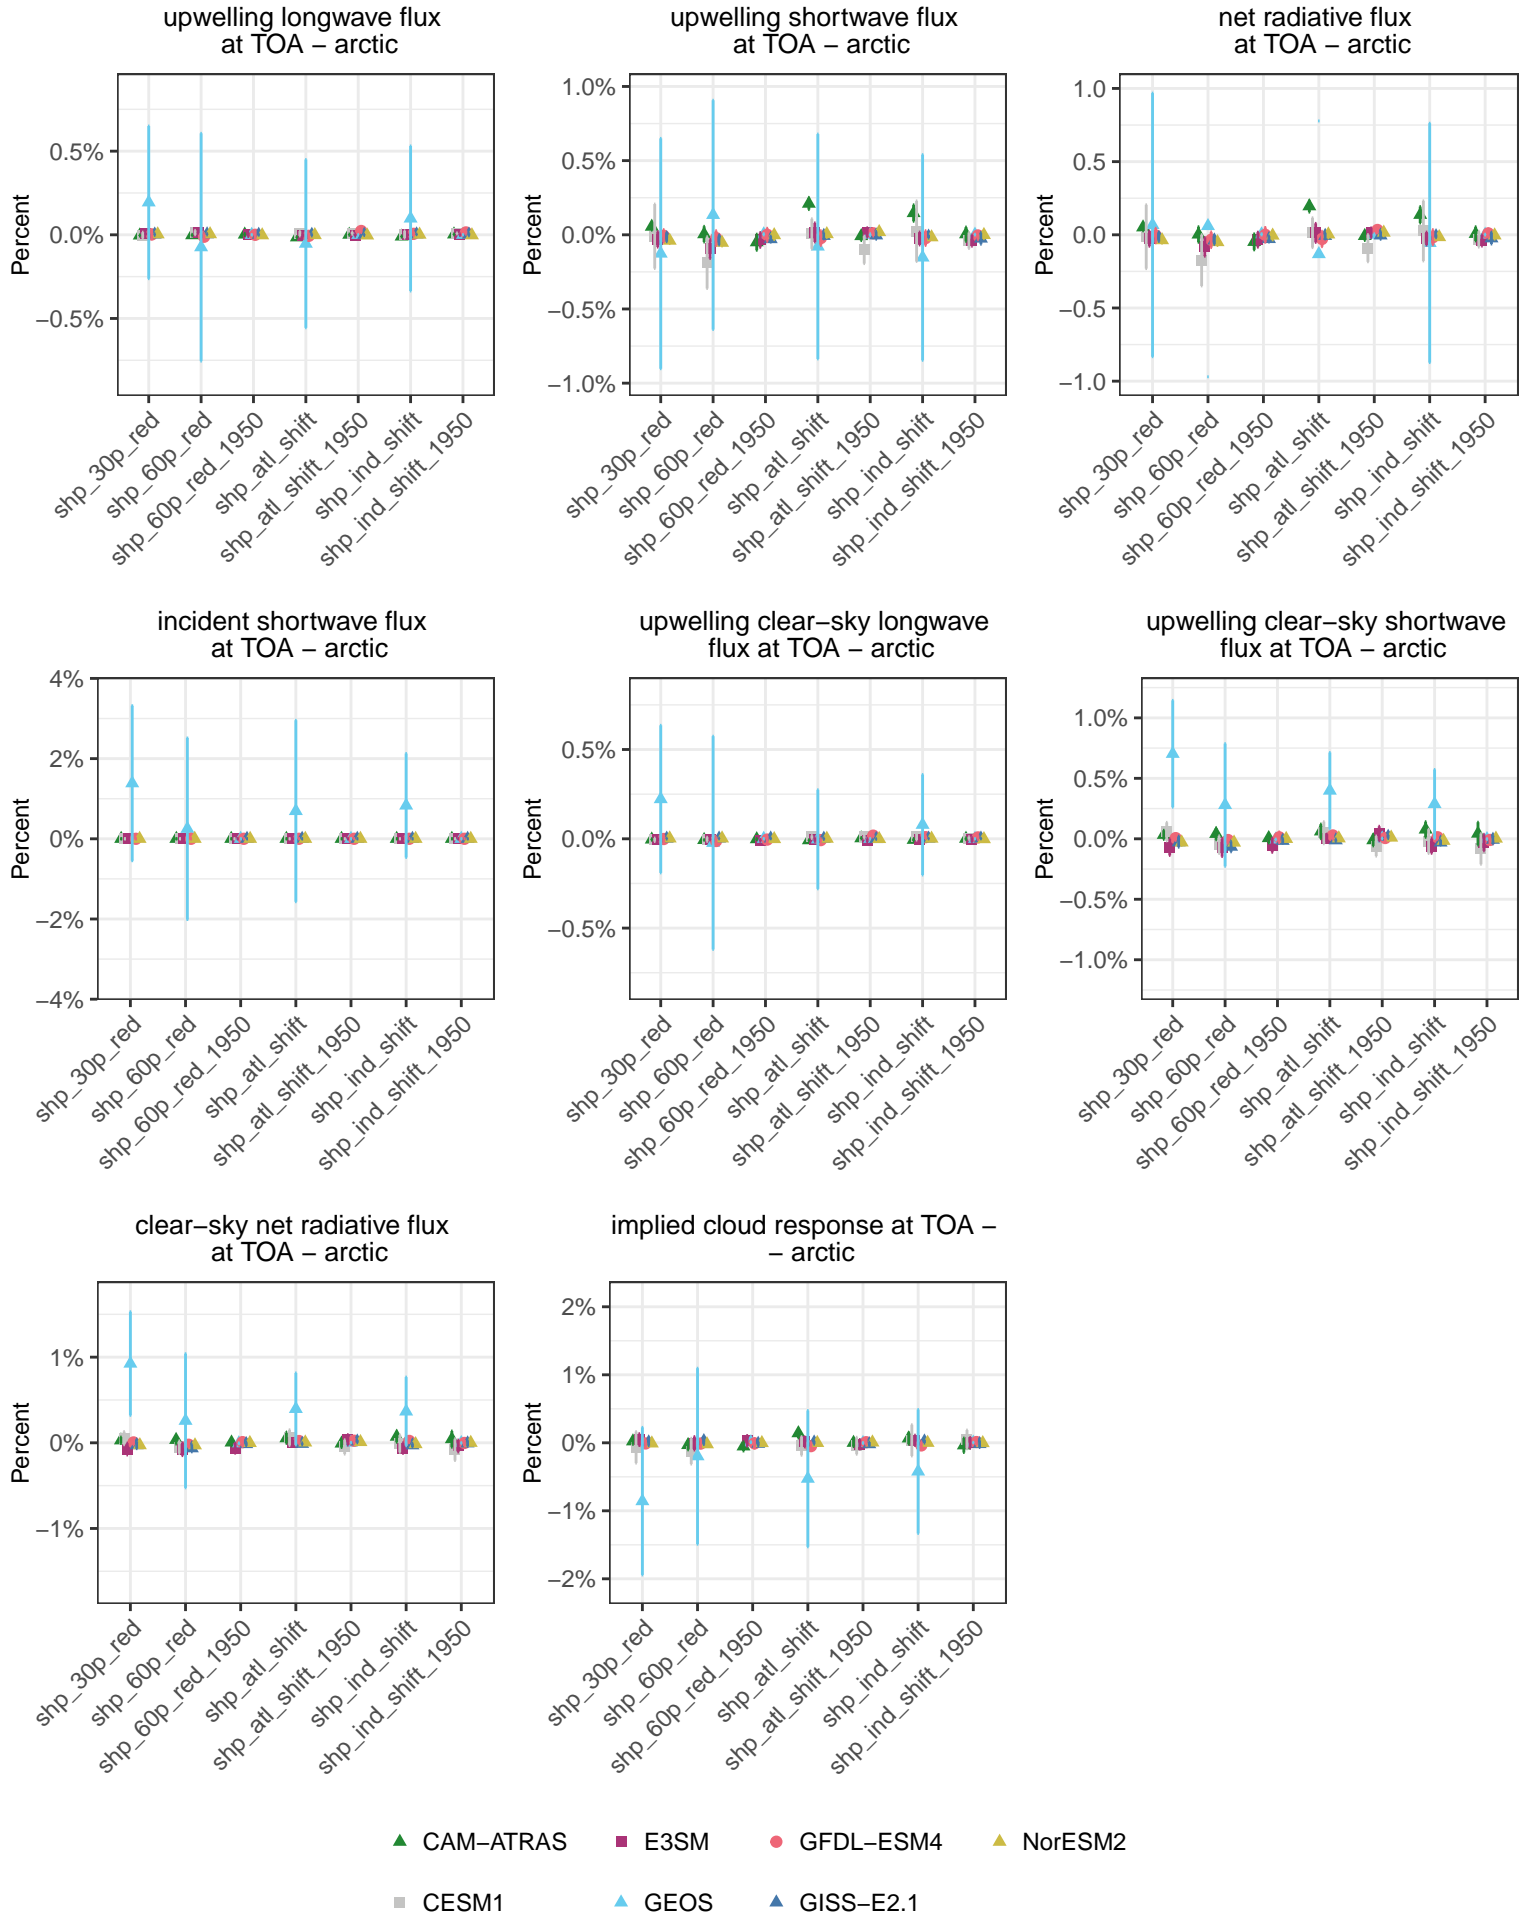 upwelling longwave flux
at TOA − arctic
Percent
0.5%
0.0%
−0.5%
shp_30p_red
shp_60p_red
shp_60p_red_1950
shp_atl_shift
shp_atl_shift_1950
shp_ind_shift
shp_ind_shift_1950
upwelling shortwave flux
at TOA − arctic
Percent
1.0%
0.5%
0.0%
−0.5%
−1.0%
shp_30p_red
shp_60p_red
shp_60p_red_1950
shp_atl_shift
shp_atl_shift_1950
shp_ind_shift
shp_ind_shift_1950
net radiative flux
at TOA − arctic
Percent
1.0
0.5
0.0
−0.5
−1.0
shp_30p_red
shp_60p_red
shp_60p_red_1950
shp_atl_shift
shp_atl_shift_1950
shp_ind_shift
shp_ind_shift_1950
incident shortwave flux
at TOA − arctic
Percent
4%
2%
0%
−2%
−4%
shp_30p_red
shp_60p_red
shp_60p_red_1950
shp_atl_shift
shp_atl_shift_1950
shp_ind_shift
shp_ind_shift_1950
upwelling clear−sky longwave
flux at TOA − arctic
Percent
0.5%
0.0%
−0.5%
shp_30p_red
shp_60p_red
shp_60p_red_1950
shp_atl_shift
shp_atl_shift_1950
shp_ind_shift
shp_ind_shift_1950
upwelling clear−sky shortwave
flux at TOA − arctic
Percent
1.0%
0.5%
0.0%
−0.5%
−1.0%
shp_30p_red
shp_60p_red
shp_60p_red_1950
shp_atl_shift
shp_atl_shift_1950
shp_ind_shift
shp_ind_shift_1950
clear−sky net radiative flux
at TOA − arctic
Percent
1%
0%
−1%
shp_30p_red
shp_60p_red
shp_60p_red_1950
shp_atl_shift
shp_atl_shift_1950
shp_ind_shift
shp_ind_shift_1950
implied cloud response at TOA −
− arctic
Percent
2%
1%
0%
−1%
−2%
shp_30p_red
shp_60p_red
shp_60p_red_1950
shp_atl_shift
shp_atl_shift_1950
shp_ind_shift
shp_ind_shift_1950
CAM−ATRAS E3SM GFDL−ESM4 NorESM2
CESM1 GEOS GISS−E2.1